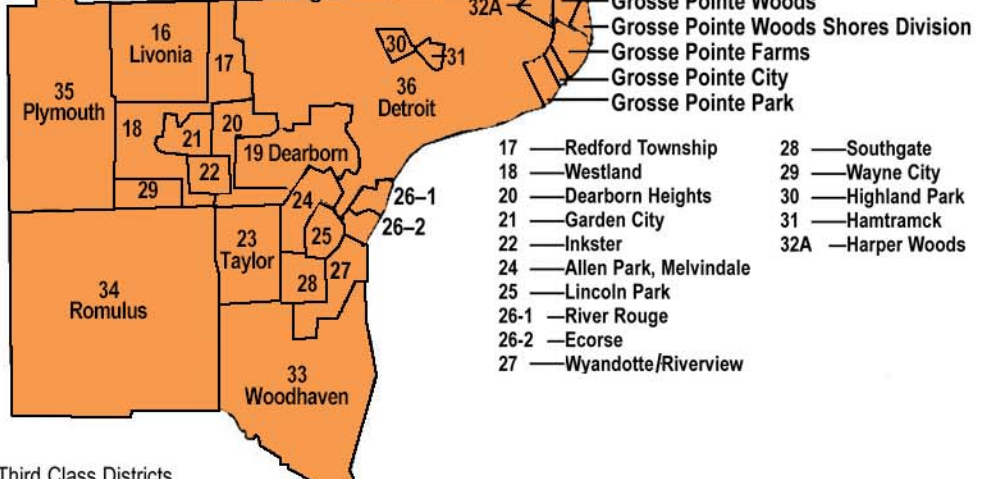 32A
Grosse Pointe Woods
Grosse Pointe Woods Shores Division
Grosse Pointe Farms
Grosse Pointe City
Grosse Pointe Park
16
Livonia
17
30
31
35
Plymouth
36
Detroit
18
21
20
19 Dearborn
22
29
24
26–1
26–2
25
23
Taylor
27
28
34
Romulus
33
Woodhaven
17 —Redford Township
18 —Westland
20 —Dearborn Heights
21 —Garden City
22 —Inkster
24 —Allen Park, Melvindale
25 —Lincoln Park
26-1 —River Rouge
26-2 —Ecorse
27 —Wyandotte/Riverview
28 —Southgate
29 —Wayne City
30 —Highland Park
31 —Hamtramck
32A —Harper Woods
Third Class Districts